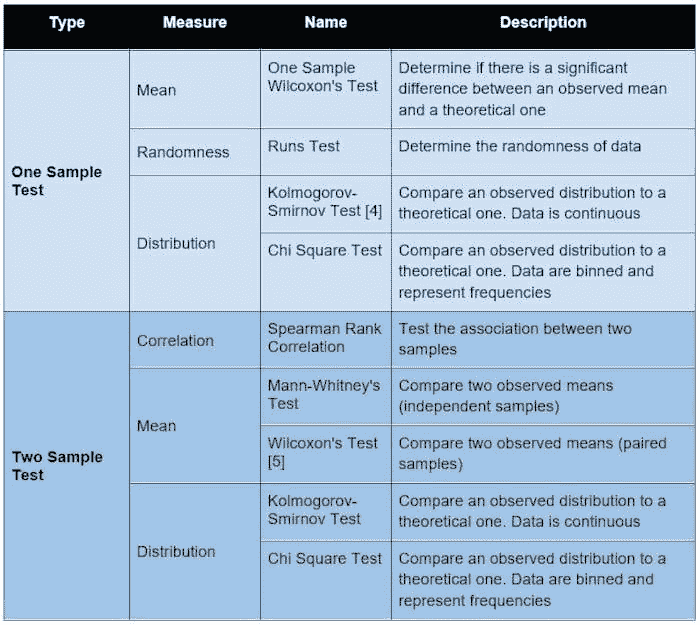 Type Measure Name Description
One Sample
Test
Mean
One Sample
Wilcoxon's Test
Determine if there is a significant
difference between an observed mean
and a theoretical one
Randomness
Runs Test
Determine the randomness of data
Distribution
Kolmogorov-
Smirnov Test [4]
Compare an observed distribution to a
theoretical one. Data is continuous
Chi Square Test
Compare an observed distribution to a
theoretical one. Data are binned and
represent frequencies
Two Sample
Test
Correlation
Spearman Rank
Correlation
Test the association between two
samples
Mean
Mann-Whitney's
Test
Compare two observed means
(independent samples)
Wilcoxon's Test
[5]
Compare two observed means (paired
samples)
Distribution
Kolmogorov-
Smirnov Test
Compare an observed distribution to a
theoretical one. Data is continuous
Chi Square Test
Compare an observed distribution to a
theoretical one. Data are binned and
represent frequencies